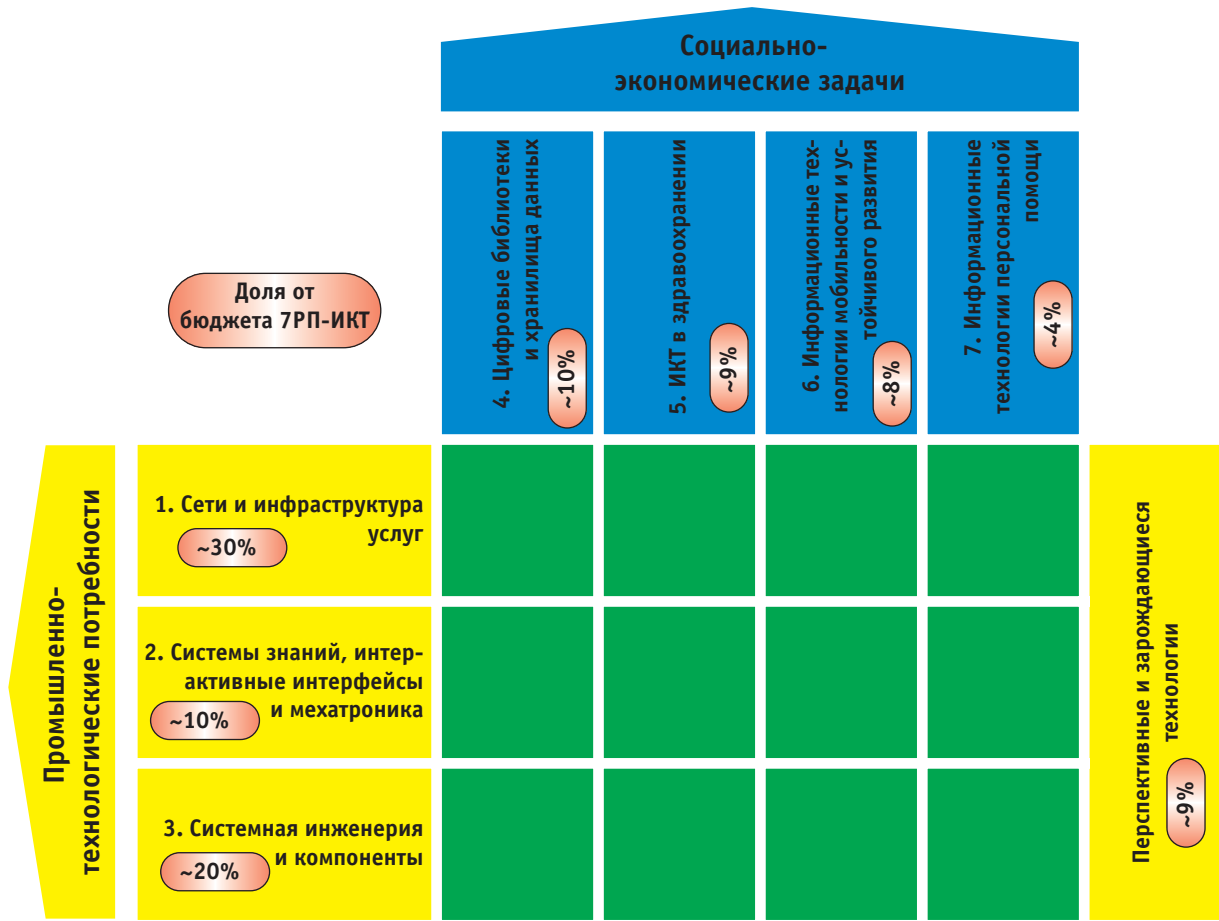 Социально-
экономические задачи
4. Цифровые библиотеки
и хранилища данных
~10%
5. ИКТ в здравоохранении
~9%
6. Информационные тех-
нологии мобильности и ус-
тойчивого развития
~8%
7. Информационные
технологии персональной
помощи
~4%
Доля от
бюджета 7РП-ИКТ
Промышленно-
технологические потребности
1. Сети и инфраструктура
услуг
~30%
2. Системы знаний, интер-
активные интерфейсы
и мехатроника
~10%
3. Системная инженерия
и компоненты
~20%
Перспективные и зарождающиеся
технологии
~9%